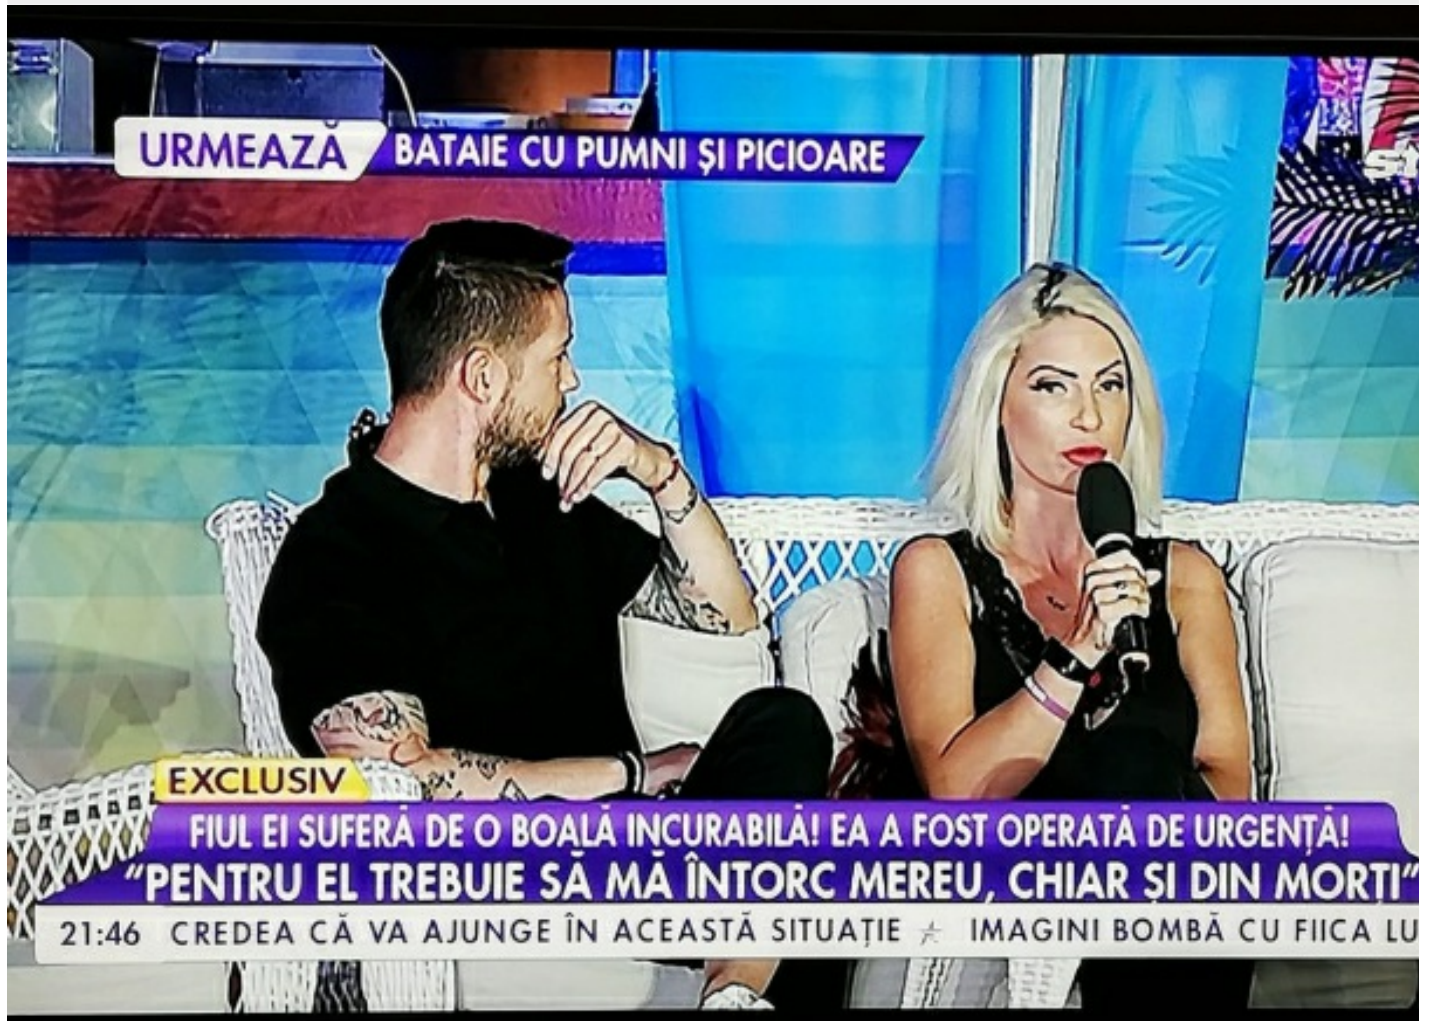 URMEAZĂ BĂTAIE CU PUMNI ȘI PICIOARE
EXCLUSIV
FIUL EI SUFERĂ DE O BOALĂ INCURABILĂ! EA A FOST OPERATĂ DE URGENȚĂ!
"PENTRU EL TREBUIE SĂ MĂ ÎNTORC MEREU, CHIAR ȘI DIN MORȚI"
21:46 CREDEA CĂ VA AJUNGE ÎN ACEASTĂ SITUAȚIE ☆ IMAGINI BOMBĂ CU FIICA LU